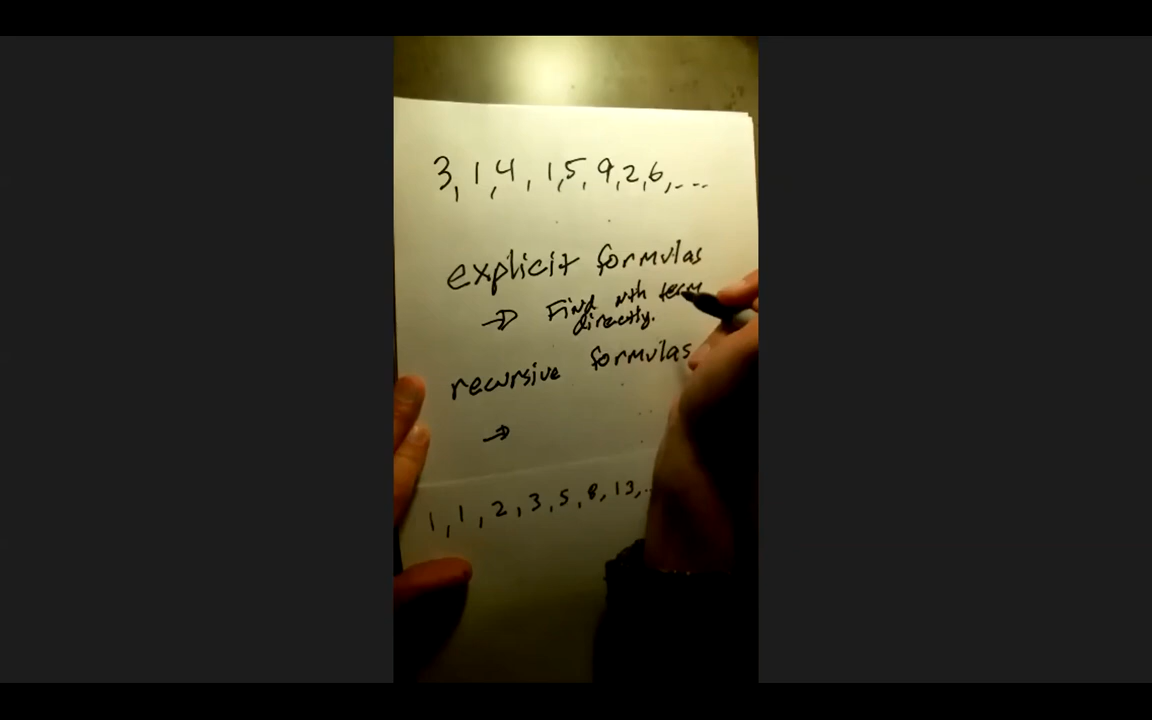 3, 1, 4, 1, 5, 9, 2, 6, ...
explicit formulas
→ Find nth term
directly.
recursive formulas
→
1, 1, 2, 3, 5, 8, 13, ..